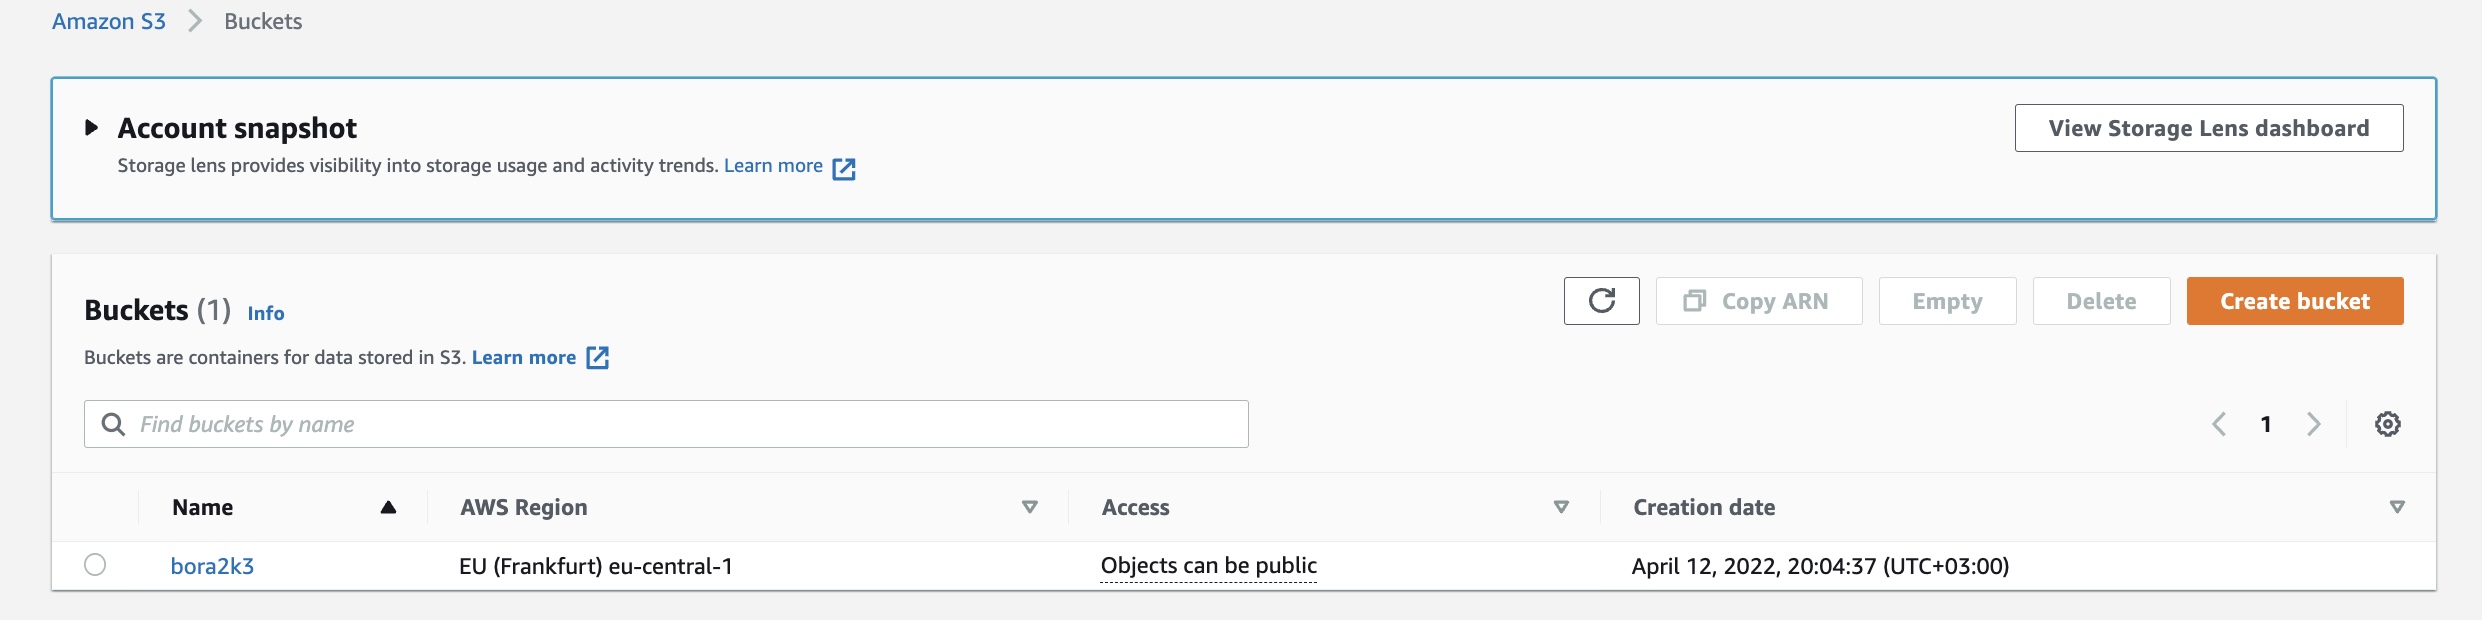 Amazon S3 > Buckets
Account snapshot
View Storage Lens dashboard
Storage lens provides visibility into storage usage and activity trends. Learn more
Buckets (1) Info
Copy ARN Empty Delete Create bucket
Buckets are containers for data stored in S3. Learn more
Find buckets by name
1
Name AWS Region Access Creation date
bora2k3 EU (Frankfurt) eu-central-1 Objects can be public April 12, 2022, 20:04:37 (UTC+03:00)